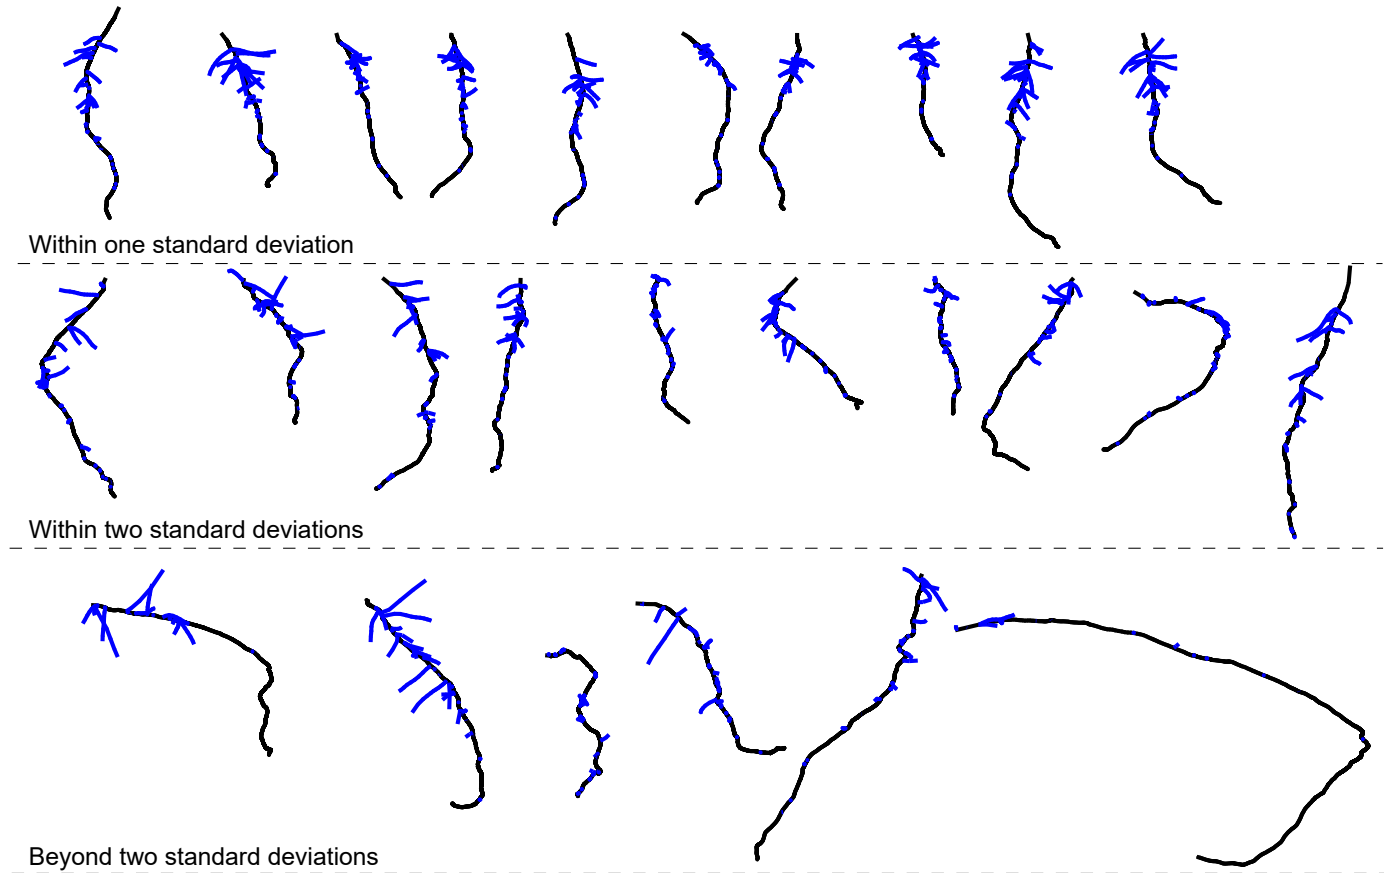 Within one standard deviation
Within two standard deviations
Beyond two standard deviations